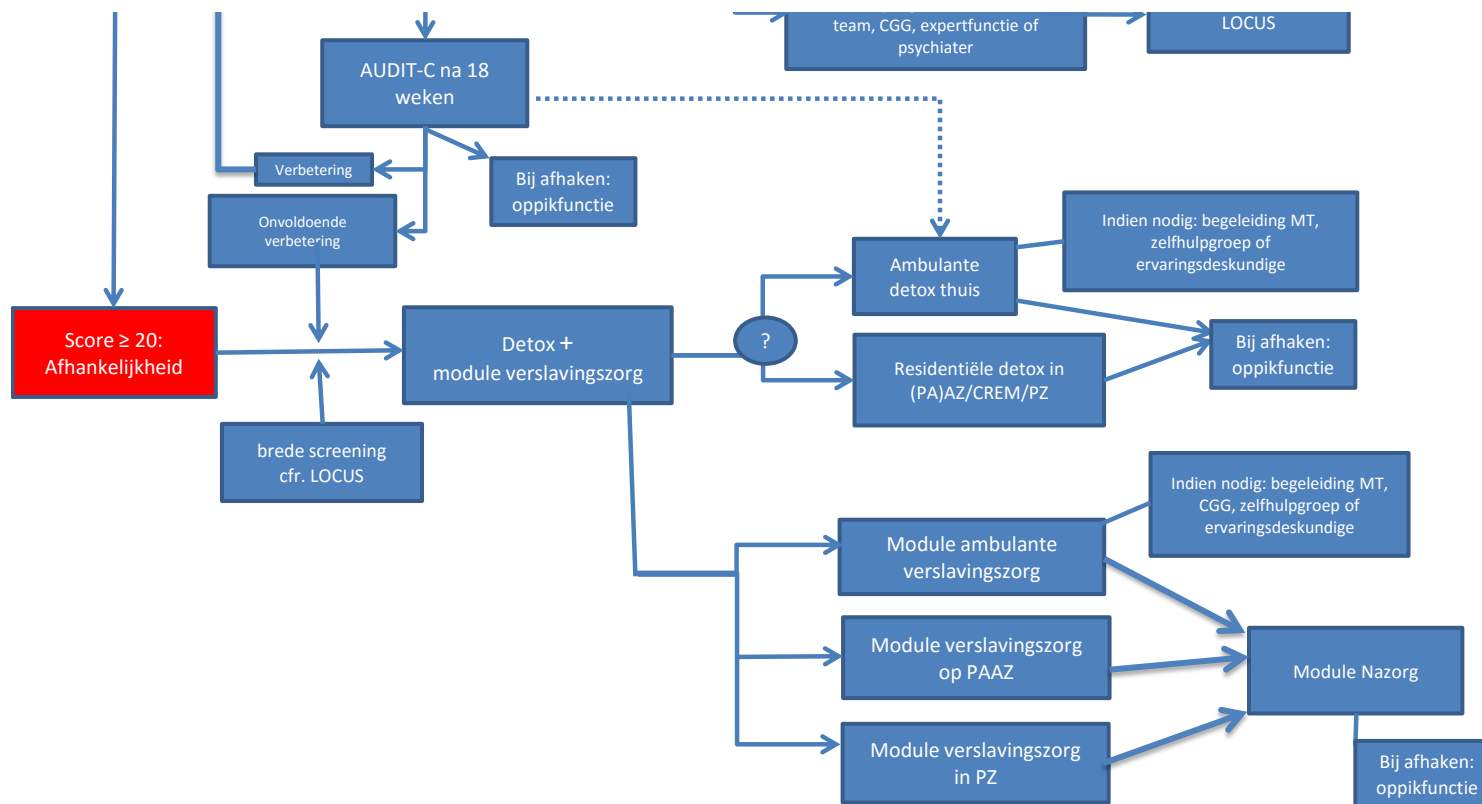 team, CGG, expertfunctie of
psychiater
LOCUS
AUDIT-C na 18
weken
Verbetering
Bij afhaken:
oppikfunctie
Onvoldoende
verbetering
Indien nodig: begeleiding MT,
zelfhulpgroep of
ervaringsdeskundige
Ambulante
detox thuis
Score ≥ 20:
Afhankelijkheid
Detox +
module verslavingszorg
?
Bij afhaken:
oppikfunctie
Residentiële detox in
(PA)AZ/CREM/PZ
brede screening
cfr. LOCUS
Indien nodig: begeleiding MT,
CGG, zelfhulpgroep of
ervaringsdeskundige
Module ambulante
verslavingszorg
Module verslavingszorg
op PAAZ
Module Nazorg
Module verslavingszorg
in PZ
Bij afhaken:
oppikfunctie